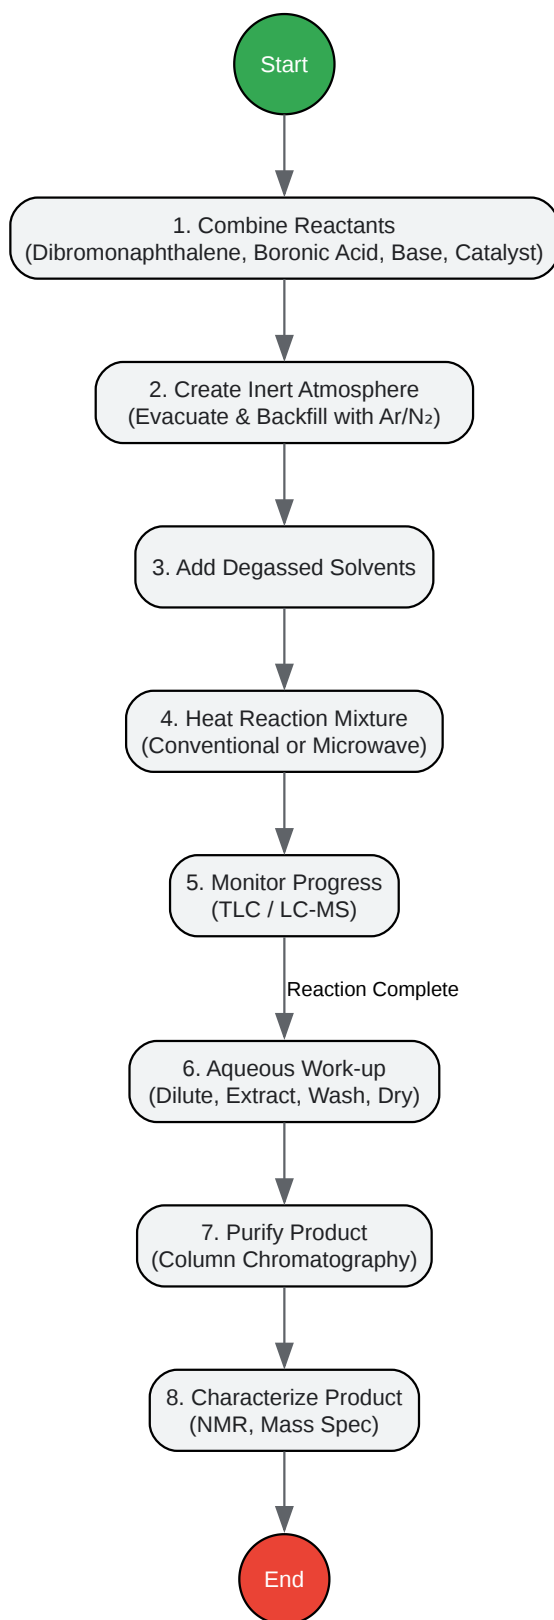 Start
1. Combine Reactants
(Dibromonaphthalene, Boronic Acid, Base, Catalyst)
2. Create Inert Atmosphere
(Evacuate & Backfill with Ar/N₂)
3. Add Degassed Solvents
4. Heat Reaction Mixture
(Conventional or Microwave)
5. Monitor Progress
(TLC / LC-MS)
Reaction Complete
6. Aqueous Work-up
(Dilute, Extract, Wash, Dry)
7. Purify Product
(Column Chromatography)
8. Characterize Product
(NMR, Mass Spec)
End